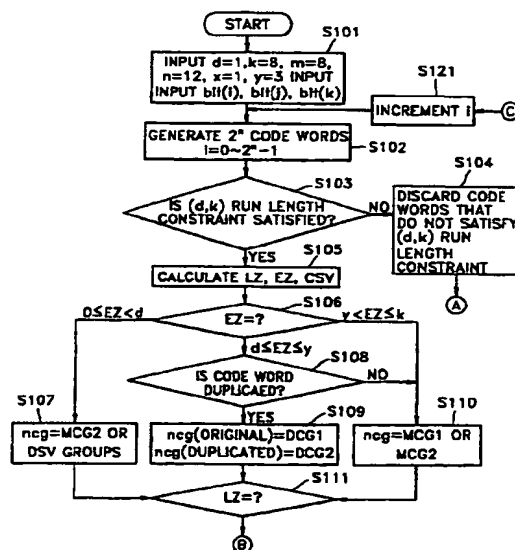 START
S101
INPUT d=1,k=8, m=8,
n=12, x=1, y=3 INPUT
INPUT bit(i), bit(j), bit(k)
S121
INCREMENT i
C
GENERATE 2ⁿ CODE WORDS
i=0~2ⁿ-1
S102
S103
IS (d,k) RUN LENGTH
CONSTRAINT SATISFIED?
NO
S104
DISCARD CODE
WORDS THAT
DO NOT SATISFY
(d,k) RUN
LENGTH
CONSTRAINT
A
YES
S105
CALCULATE LZ, EZ, CSV
S106
EZ=?
0≤EZ<d
y<EZ≤k
d≤EZ≤y
S108
IS CODE WORD
DUPLICAED?
NO
YES
S107
ncg=MCG2 OR
DSV GROUPS
S109
ncg(ORIGINAL)=DCG1
ncg(DUPLICATED)=DCG2
S110
ncg=MCG1 OR
MCG2
S111
LZ=?
B